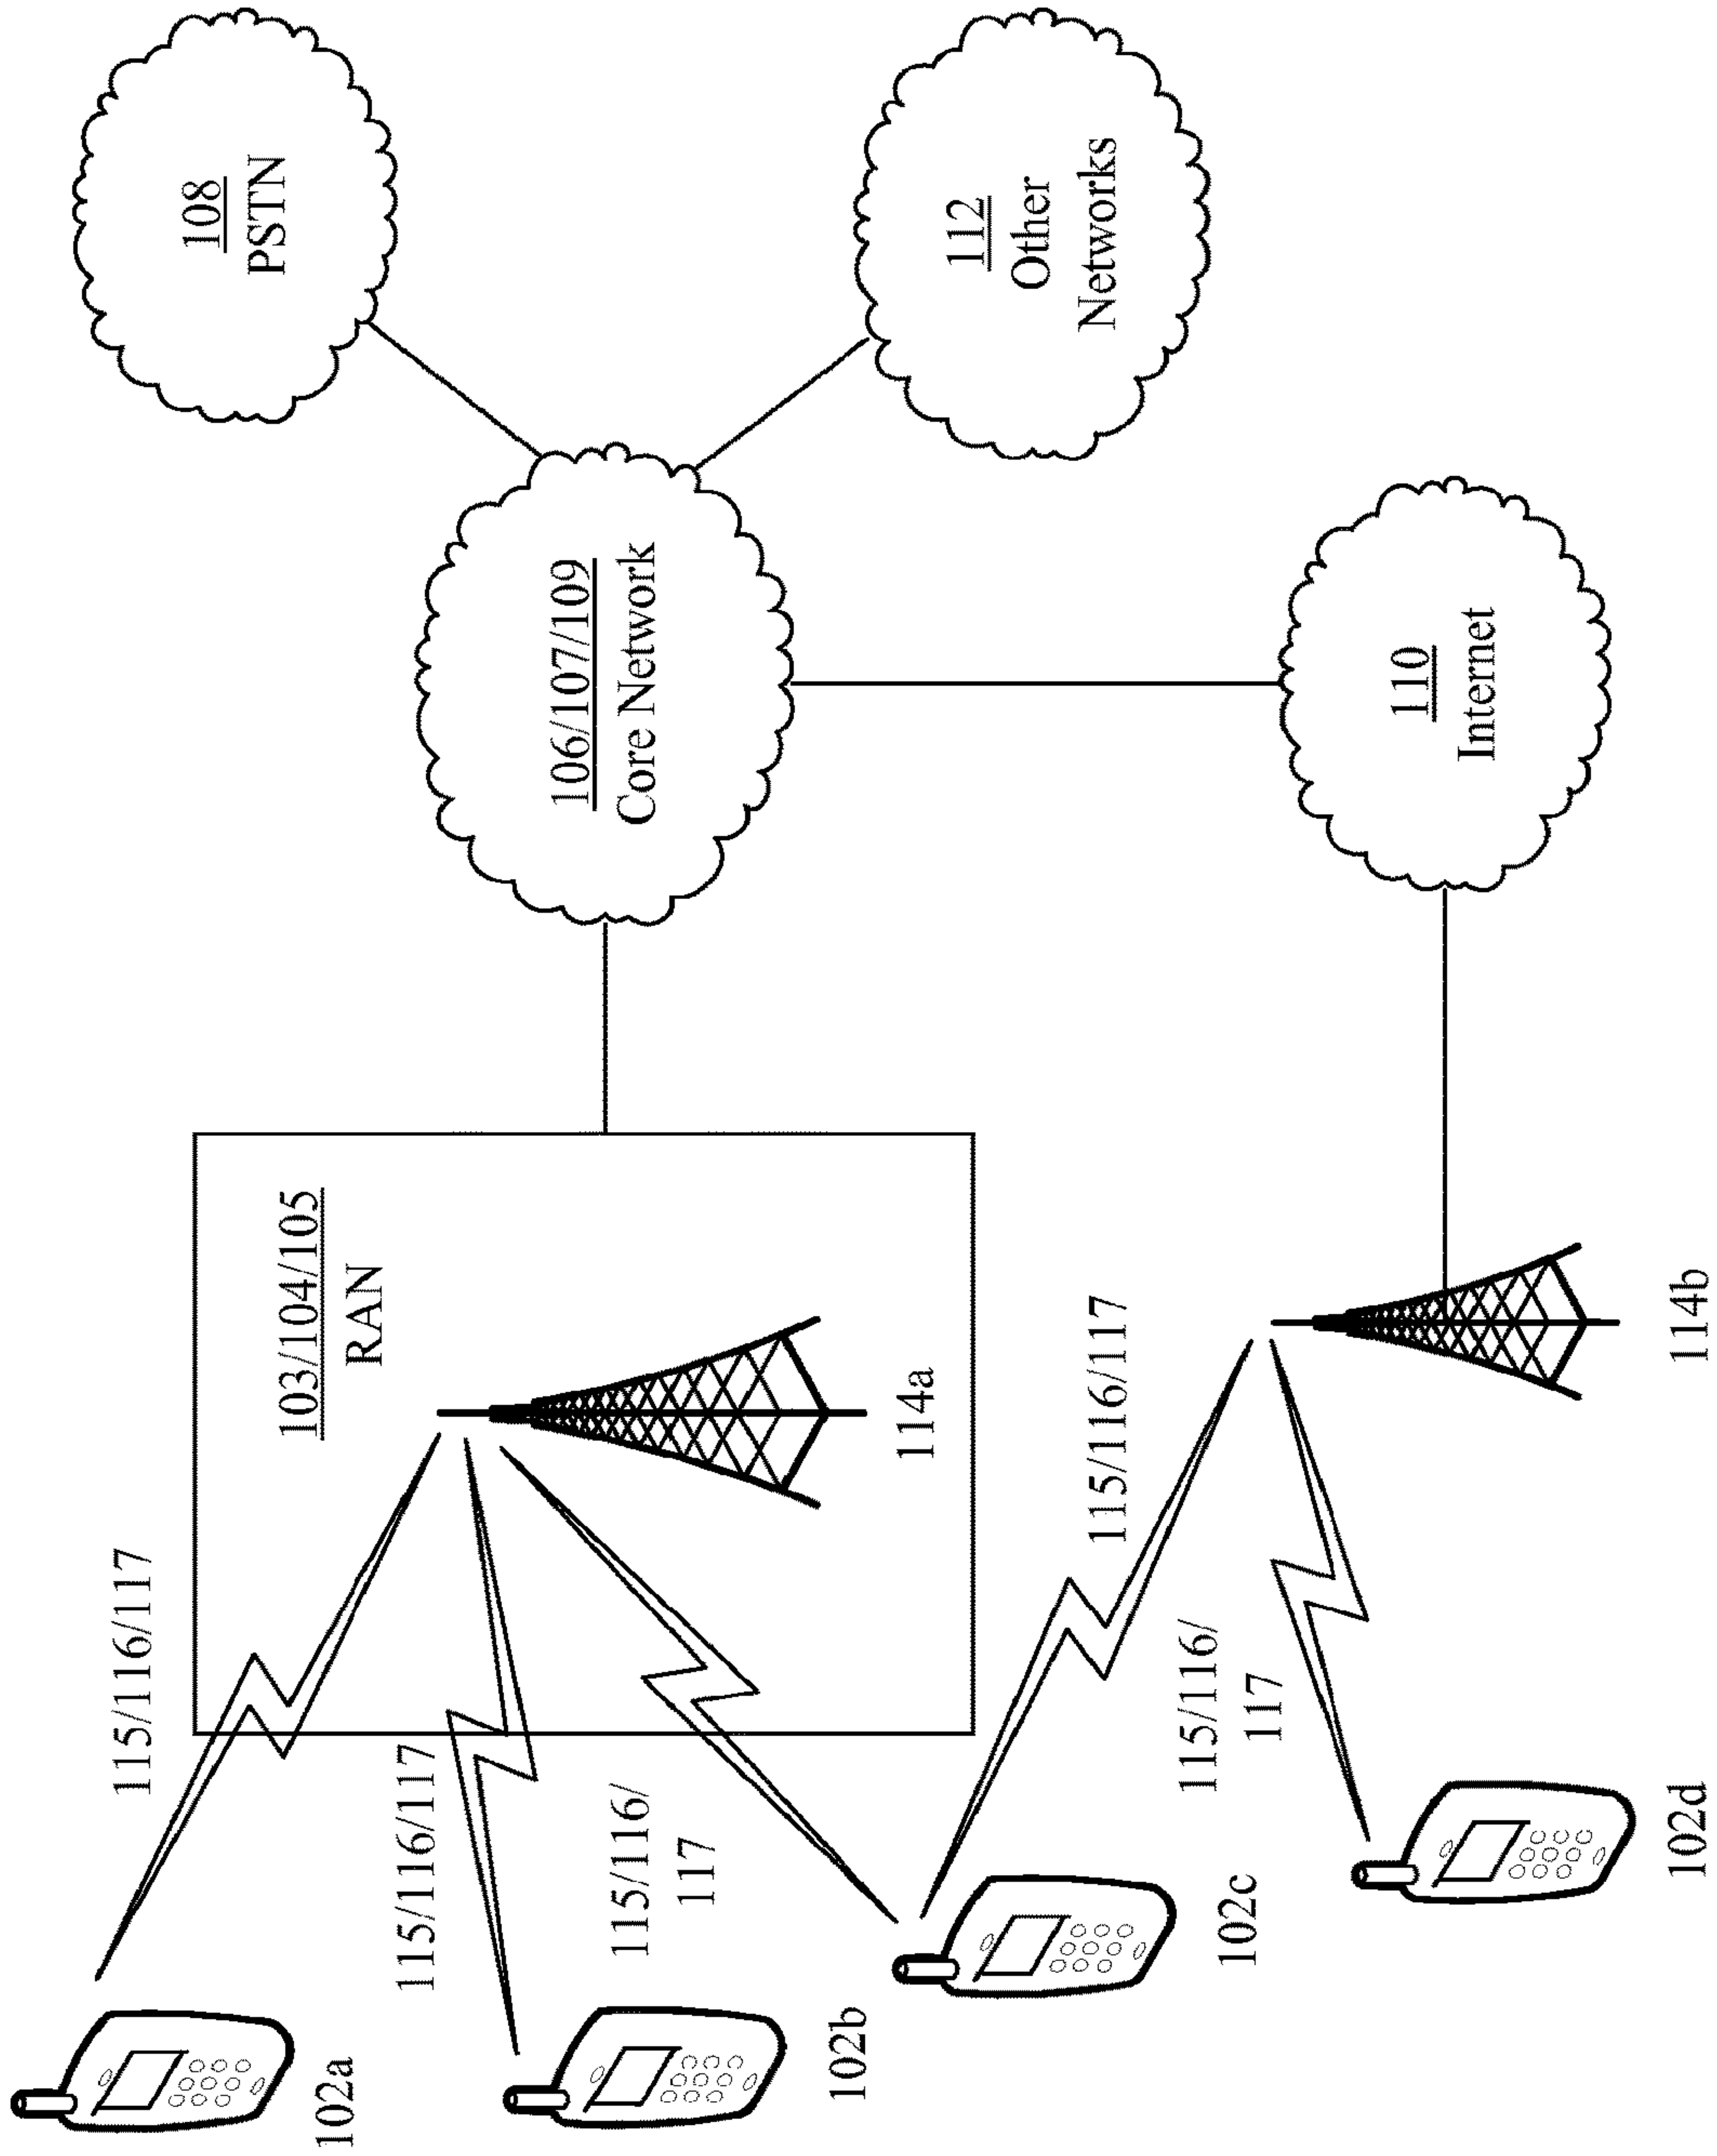 115/116/117
102a
103/104/105
RAN
115/116/117
102b
114a
115/116/
117
102c
106/107/109
Core Network
108
PSTN
112
Other
Networks
115/116/117
115/116/
117
102d
114b
110
Internet